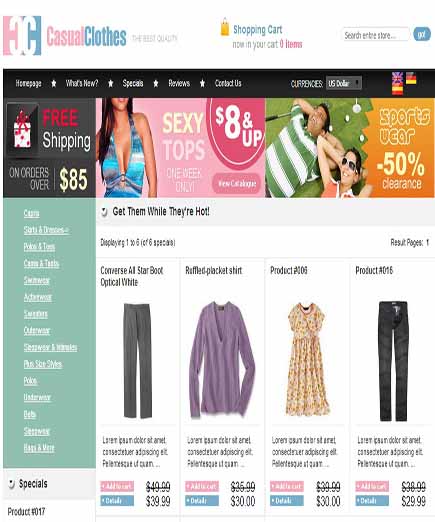 CasualClothes THE BEST QUALITY
Shopping Cart
now in your cart 0 items
Search entire store...
go!
Homepage ★ What's New? ★ Specials ★ Reviews ★ Contact Us
CURRENCIES: US Dollar
FREE
Shipping
ON ORDERS
OVER $85
SEXY
TOPS
ONE WEEK
ONLY!
$8 &
UP
View Catalogue
sports
wear
-50%
clearance
Capris
Skirts & Dresses->
Polos & Tees
Camis & Tanks
Swimwear
Activewear
Sweaters
Outerwear
Sleepwear & Intimates
Plus Size Styles
Polos
Underwear
Belts
Sleepwear
Bags & More
Specials
Product #017
Get Them While They're Hot!
Displaying 1 to 6 (of 6 specials)
Result Pages: 1
Converse All Star Boot
Optical White
Lorem ipsum dolor sit amet,
consectetuer adipiscing elit.
Pellentesque ut quam. ...
+ Add to cart $49.99
+ Details $39.99
Ruffled-placket shirt
Lorem ipsum dolor sit amet,
consectetuer adipiscing elit.
Pellentesque ut quam. ...
+ Add to cart $35.99
+ Details $30.00
Product #006
Lorem ipsum dolor sit amet,
consectetuer adipiscing elit.
Pellentesque ut quam. ...
+ Add to cart $39.99
+ Details $30.00
Product #016
Lorem ipsum dolor sit amet,
consectetuer adipiscing elit.
Pellentesque ut quam. ...
+ Add to cart $38.99
+ Details $29.99